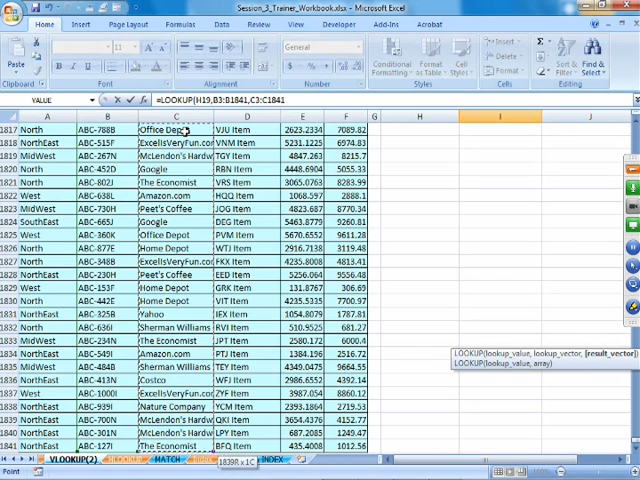 Session_3_Trainer_Workbook.xlsx - Microsoft Excel
Home Insert Page Layout Formulas Data Review View Developer Add-Ins Acrobat
Paste
General
Conditional Formatting Format as Table Cell Styles
Insert
Delete
Format
Sort & Filter Find & Select
Clipboard Font Alignment Number Styles Cells Editing
VALUE =LOOKUP(H19,B3:B1841,C3:C1841
A B C D E F G H I J
1817 North ABC-788B Office Dep VJU Item 2623.2334 7089.82
1818 NorthEast ABC-515F ExcelIsVeryFun.com VNM Item 5231.1225 6974.83
1819 MidWest ABC-267N McLendon's Hardw TGY Item 4847.263 8215.7
1820 North ABC-452D Google RBN Item 4448.6904 5055.33
1821 North ABC-802J The Economist VRS Item 3065.0763 8283.99
1822 West ABC-638L Amazon.com HQQ Item 1068.597 2888.1
1823 MidWest ABC-730H Peet's Coffee JOG Item 4823.687 8770.34
1824 SouthEast ABC-665J Google DEG Item 5463.8779 9260.81
1825 West ABC-360K Office Depot PVM Item 5670.6552 9611.28
1826 North ABC-877E Home Depot WTJ Item 2916.7138 3119.48
1827 North ABC-348B ExcelIsVeryFun.com FKX Item 4235.8008 4813.41
1828 NorthEast ABC-230H Peet's Coffee EED Item 5256.064 9556.48
1829 West ABC-153F Home Depot GRK Item 131.8767 306.69
1830 North ABC-442E Home Depot VIT Item 4235.5335 7700.97
1831 NorthEast ABC-325B Yahoo IEX Item 1054.8079 1787.81
1832 North ABC-636I Sherman Williams RVI Item 510.9525 681.27
1833 MidWest ABC-234N The Economist JPT Item 2580.172 6000.4
1834 NorthEast ABC-549I Amazon.com PTJ Item 1384.196 2516.72
1835 MidWest ABC-484B Sherman Williams TEY Item 4349.0475 9664.55
1836 North ABC-413N Costco WFJ Item 2986.6552 4392.14
1837 West ABC-1000I ExcelIsVeryFun.com ZYF Item 3987.054 8860.12
1838 NorthEast ABC-939I Nature Company YCM Item 2393.1864 2719.53
1839 NorthEast ABC-700N McLendon's Hardw QKI Item 3654.4376 4152.77
1840 NorthEast ABC-301N McLendon's Hardw LPY Item 687.2085 1249.47
1841 NorthEast ABC-127I The Economist BFQ Item 435.4008 1012.56
LOOKUP(lookup_value, lookup_vector, [result_vector])
LOOKUP(lookup_value, array)
VLOOKUP(2) HLOOKUP MATCH INDEX
1839R x 1C
Point 100%